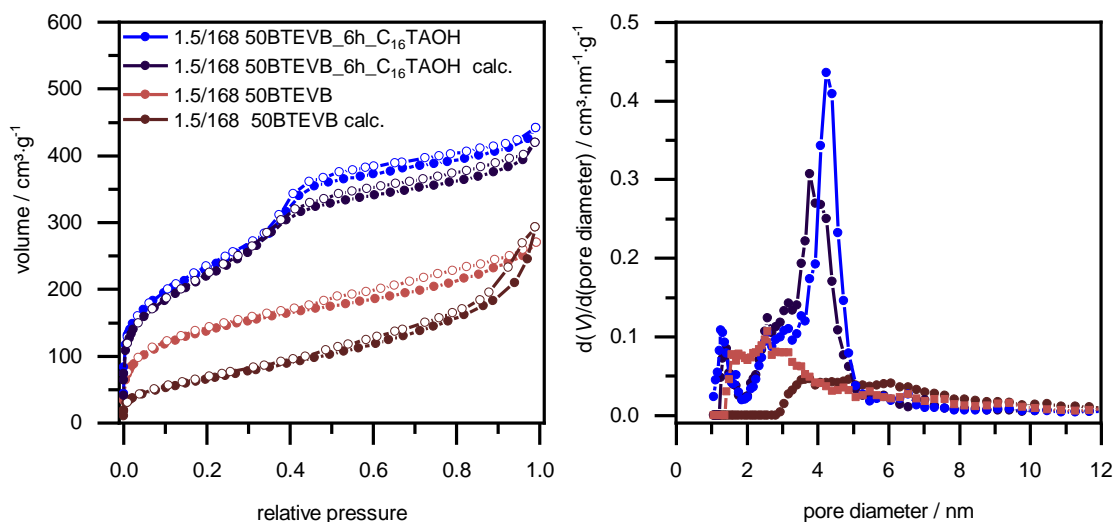 600
500
400
300
200
100
0
volume / cm³·g⁻¹
1.5/168 50BTEVB_6h_C₁₆TAOH
1.5/168 50BTEVB_6h_C₁₆TAOH calc.
1.5/168 50BTEVB
1.5/168 50BTEVB calc.
0.0 0.2 0.4 0.6 0.8 1.0
relative pressure
0.5
0.4
0.3
0.2
0.1
0.0
d(V)/d(pore diameter) / cm³·nm⁻¹·g⁻¹
0 2 4 6 8 10 12
pore diameter / nm